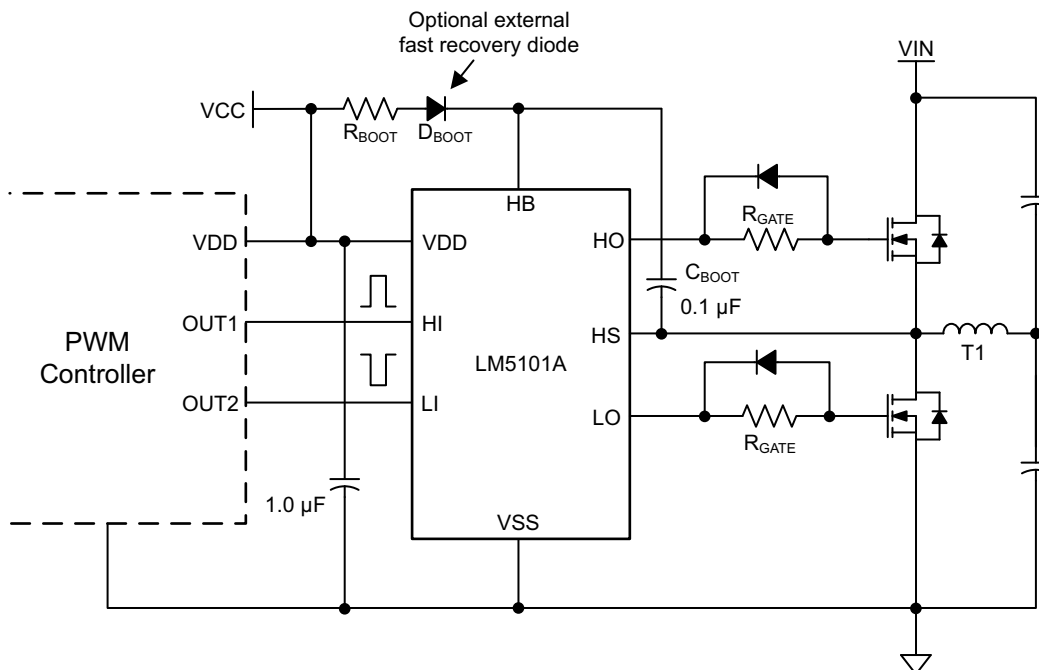 Optional external
fast recovery diode
VIN
VCC
R_BOOT
D_BOOT
HB
R_GATE
VDD
VDD
HO
C_BOOT
0.1 µF
OUT1
HI
HS
PWM
Controller
LM5101A
T1
OUT2
LI
LO
R_GATE
1.0 µF
VSS